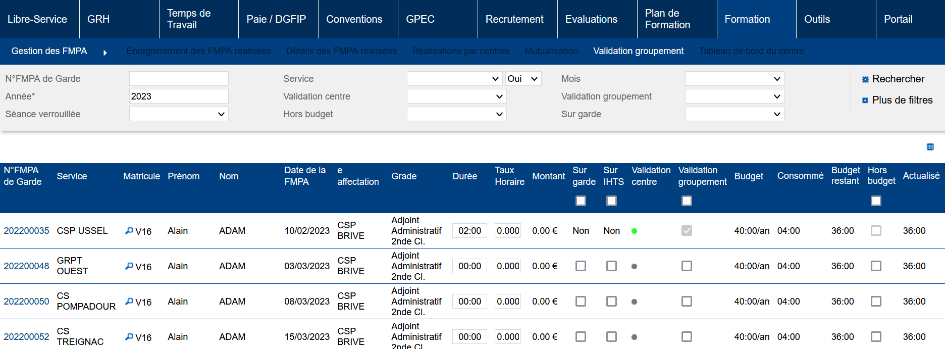 Libre-Service GRH Temps de Travail Paie / DGFIP Conventions GPEC Recrutement Evaluations Plan de Formation Formation Outils Portail
Gestion des FMPA Enregistrement des FMPA réalisées Détails des FMPA réalisées Réalisations par centres Mutualisation Validation groupement Tableau de bord du centre
N°FMPA de Garde Service Oui Mois Rechercher
Année* 2023 Validation centre Validation groupement Plus de filtres
Séance verrouillée Hors budget Sur garde
N°FMPA de Garde Service Matricule Prénom Nom Date de la FMPA e affectation Grade Durée Taux Horaire Montant Sur garde Sur IHTS Validation centre Validation groupement Budget Consommé Budget restant Hors budget Actualisé
202200035 CSP USSEL V16 Alain ADAM 10/02/2023 CSP BRIVE Adjoint Administratif 2nde Cl. 02:00 0.000 0.00 € Non Non 40:00/an 04:00 36:00 36:00
202200048 GRPT OUEST V16 Alain ADAM 03/03/2023 CSP BRIVE Adjoint Administratif 2nde Cl. 00:00 0.000 0.00 € 40:00/an 04:00 36:00 36:00
202200050 CS POMPADOUR V16 Alain ADAM 08/03/2023 CSP BRIVE Adjoint Administratif 2nde Cl. 00:00 0.000 0.00 € 40:00/an 04:00 36:00 36:00
202200052 CS TREIGNAC V16 Alain ADAM 15/03/2023 CSP BRIVE Adjoint Administratif 2nde Cl. 00:00 0.000 0.00 € 40:00/an 04:00 36:00 36:00